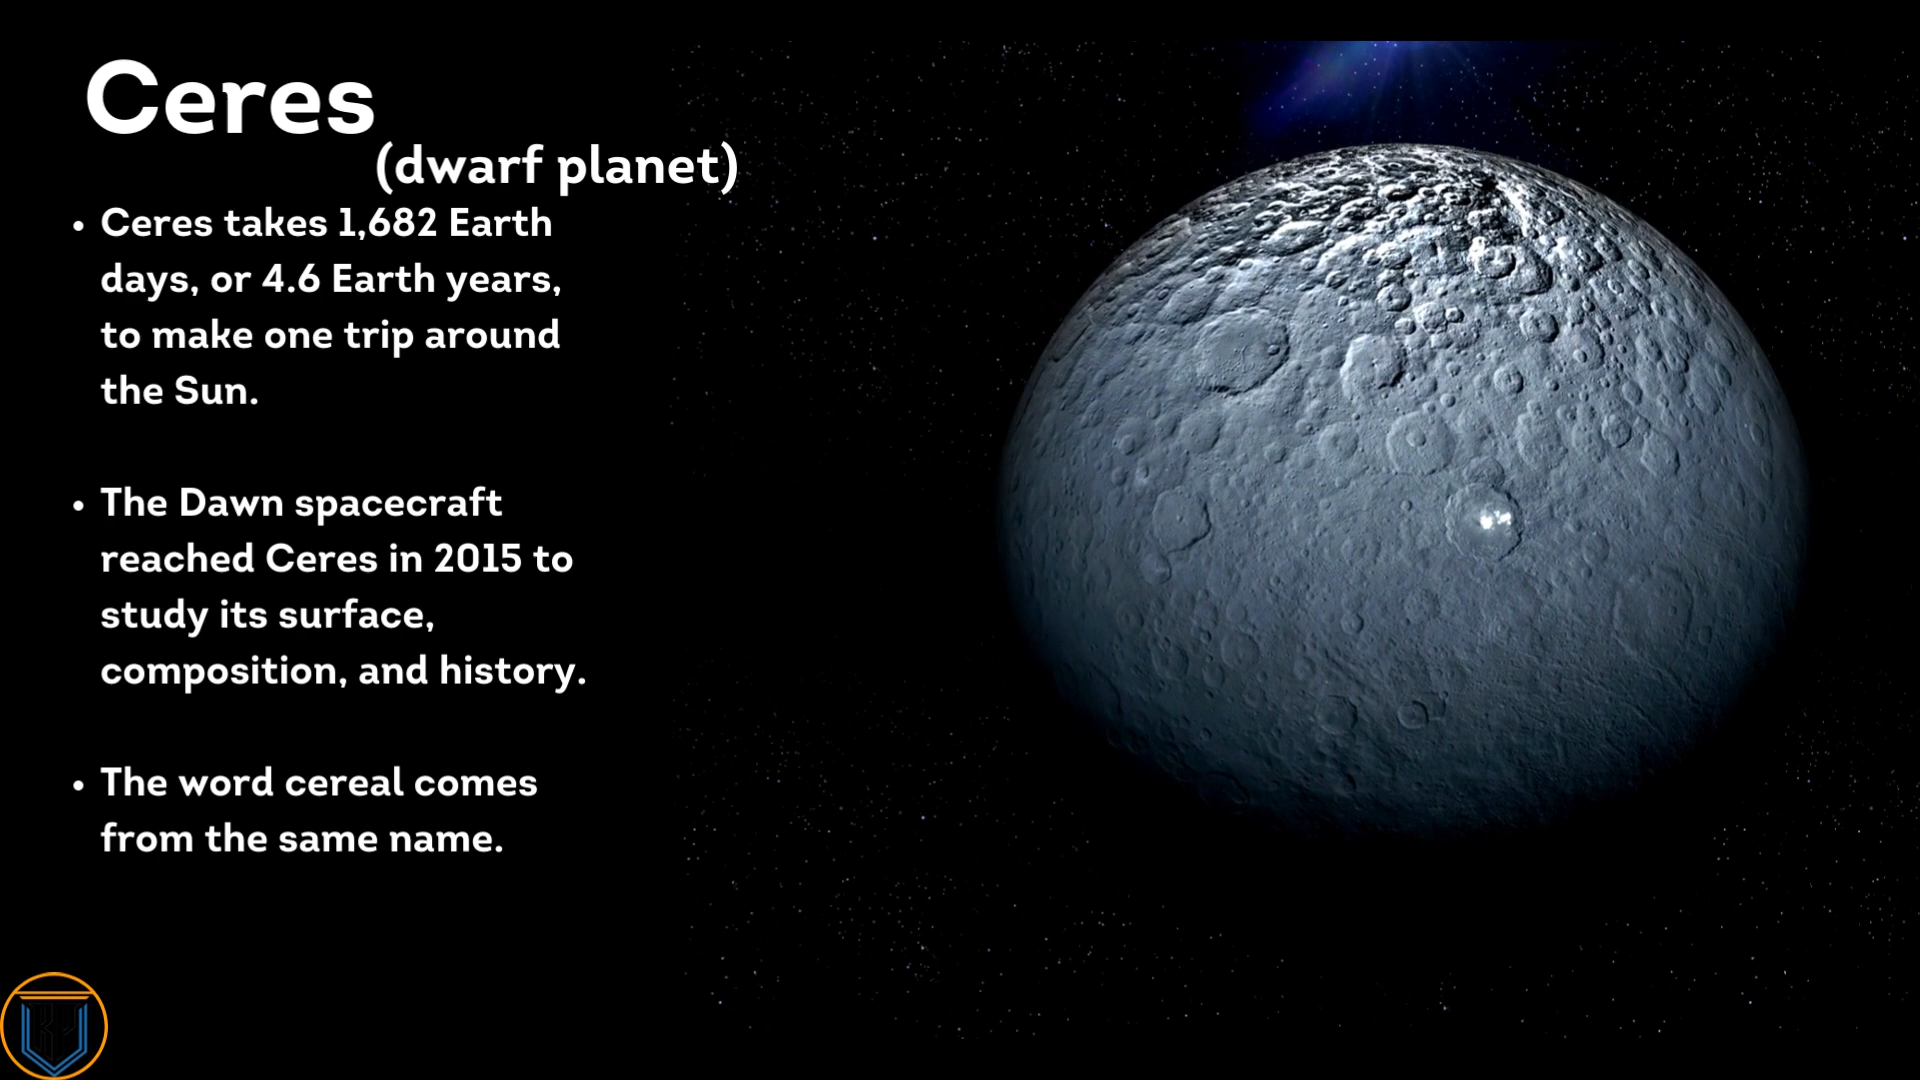 Ceres
(dwarf planet)
• Ceres takes 1,682 Earth
days, or 4.6 Earth years,
to make one trip around
the Sun.
• The Dawn spacecraft
reached Ceres in 2015 to
study its surface,
composition, and history.
• The word cereal comes
from the same name.